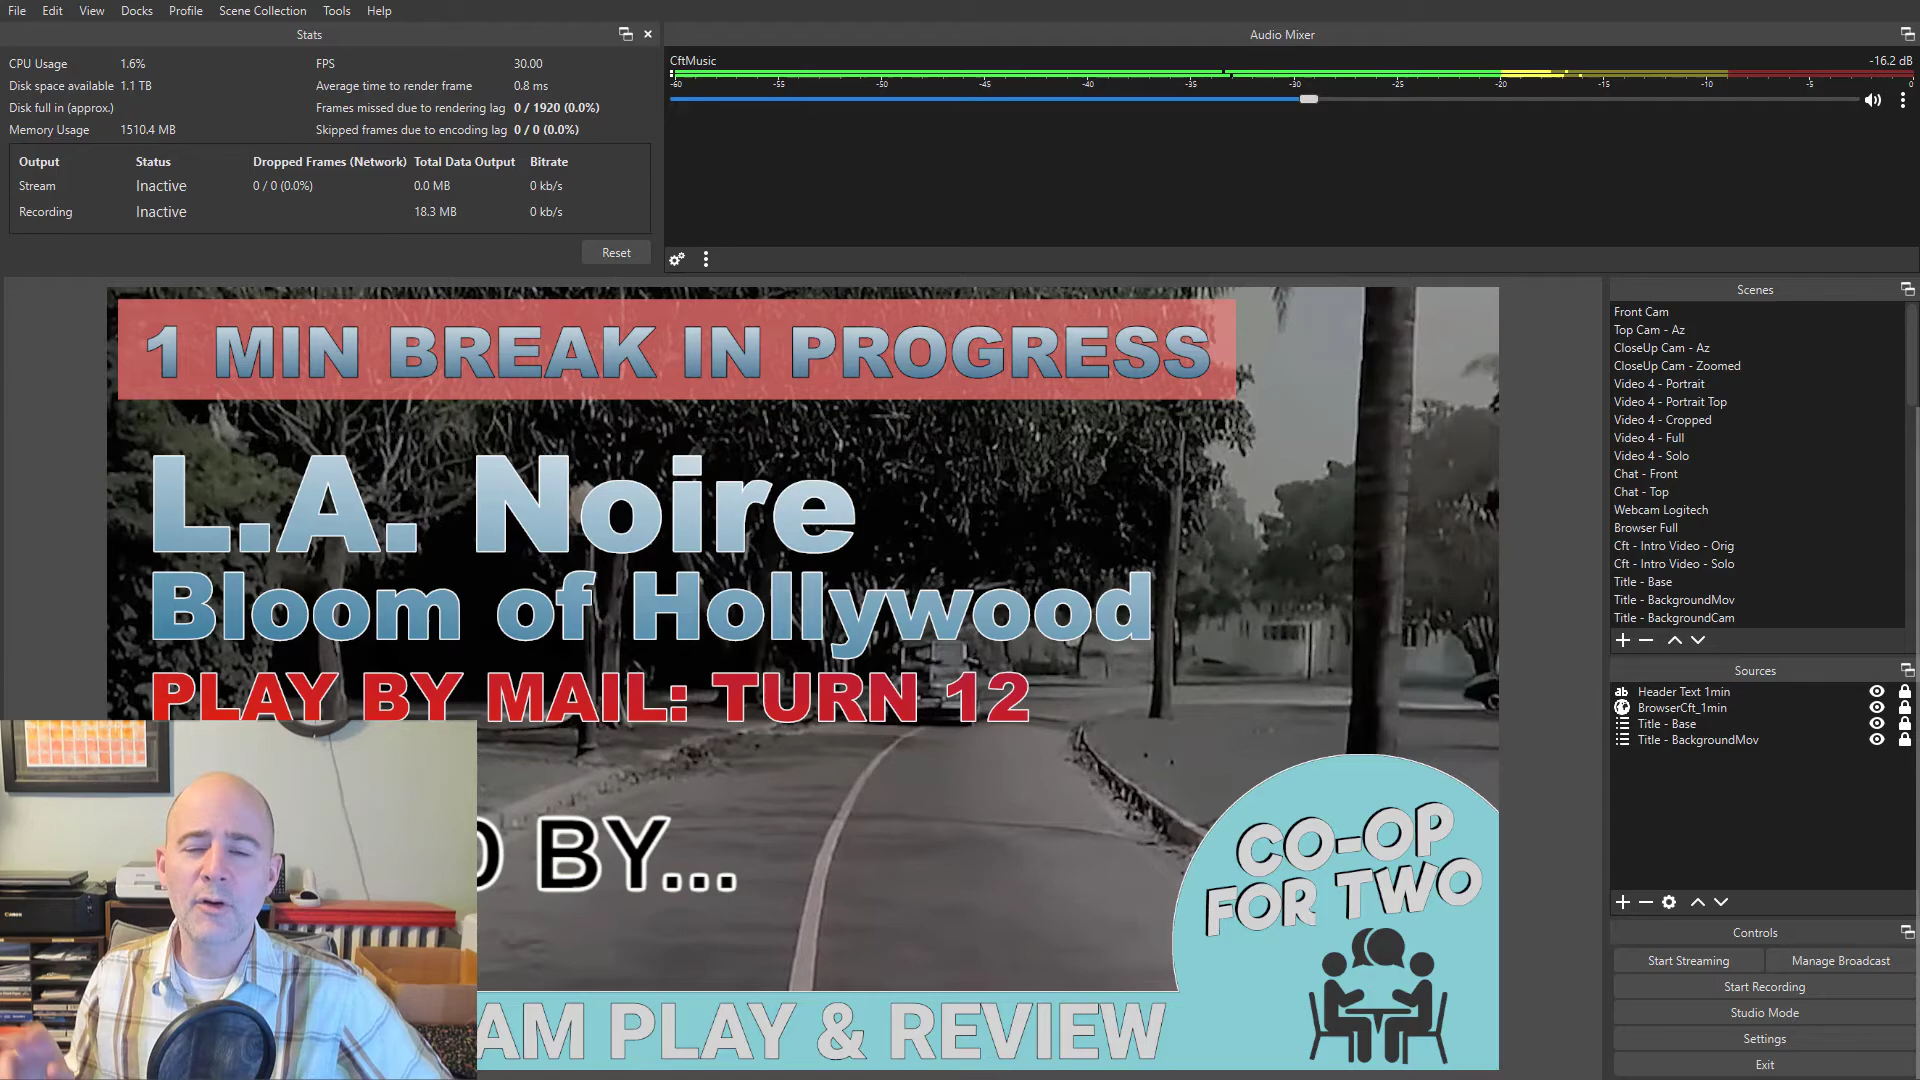 File Edit View Docks Profile Scene Collection Tools Help
Stats
CPU Usage 1.6% FPS 30.00
Disk space available 1.1 TB Average time to render frame 0.8 ms
Disk full in (approx.) Frames missed due to rendering lag 0 / 1920 (0.0%)
Memory Usage 1510.4 MB Skipped frames due to encoding lag 0 / 0 (0.0%)
Output Status Dropped Frames (Network) Total Data Output Bitrate
Stream Inactive 0 / 0 (0.0%) 0.0 MB 0 kb/s
Recording Inactive 18.3 MB 0 kb/s
Reset
Audio Mixer
CftMusic -16.2 dB
-60 -55 -50 -45 -40 -35 -30 -25 -20 -15 -10 -5 0
1 MIN BREAK IN PROGRESS
L.A. Noire
Bloom of Hollywood
PLAY BY MAIL: TURN 12
BY...
CO-OP
FOR TWO
AM PLAY & REVIEW
Canon
Scenes
Front Cam
Top Cam - Az
CloseUp Cam - Az
CloseUp Cam - Zoomed
Video 4 - Portrait
Video 4 - Portrait Top
Video 4 - Cropped
Video 4 - Full
Video 4 - Solo
Chat - Front
Chat - Top
Webcam Logitech
Browser Full
Cft - Intro Video - Orig
Cft - Intro Video - Solo
Title - Base
Title - BackgroundMov
Title - BackgroundCam
Sources
ab Header Text 1min
BrowserCft_1min
Title - Base
Title - BackgroundMov
Controls
Start Streaming Manage Broadcast
Start Recording
Studio Mode
Settings
Exit